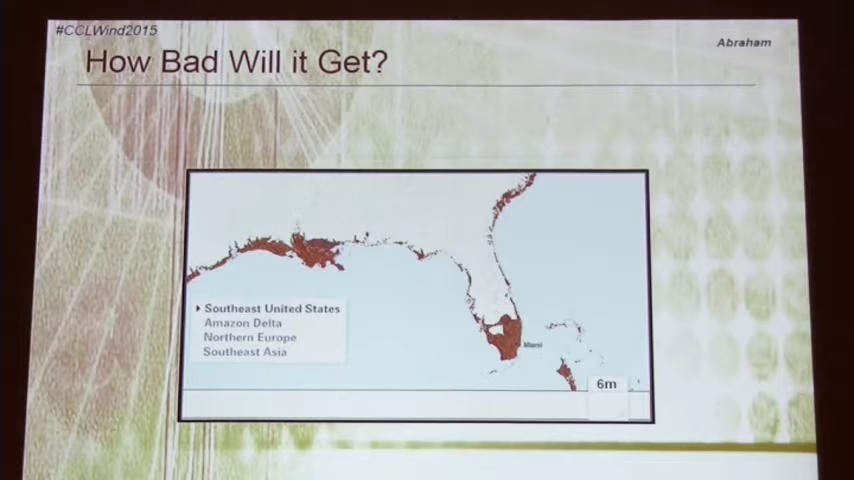 #CCLWind2015
Abraham
How Bad Will it Get?
Southeast United States
Amazon Delta
Northern Europe
Southeast Asia
Miami
6m